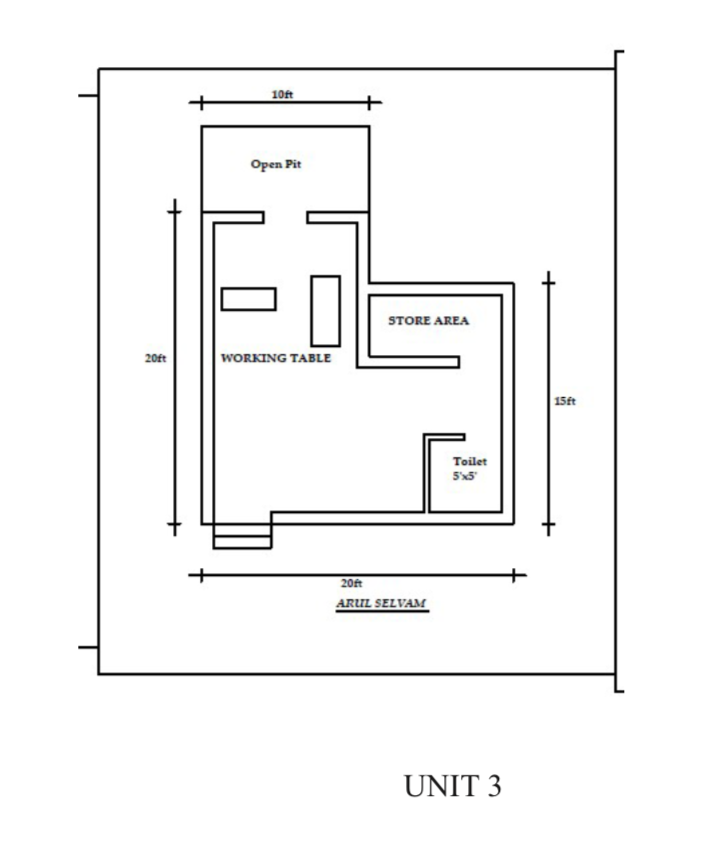 10ft
Open Pit
STORE AREA
20ft
WORKING TABLE
15ft
Toilet
5'x5'
20ft
ARUL SELVAM
UNIT 3